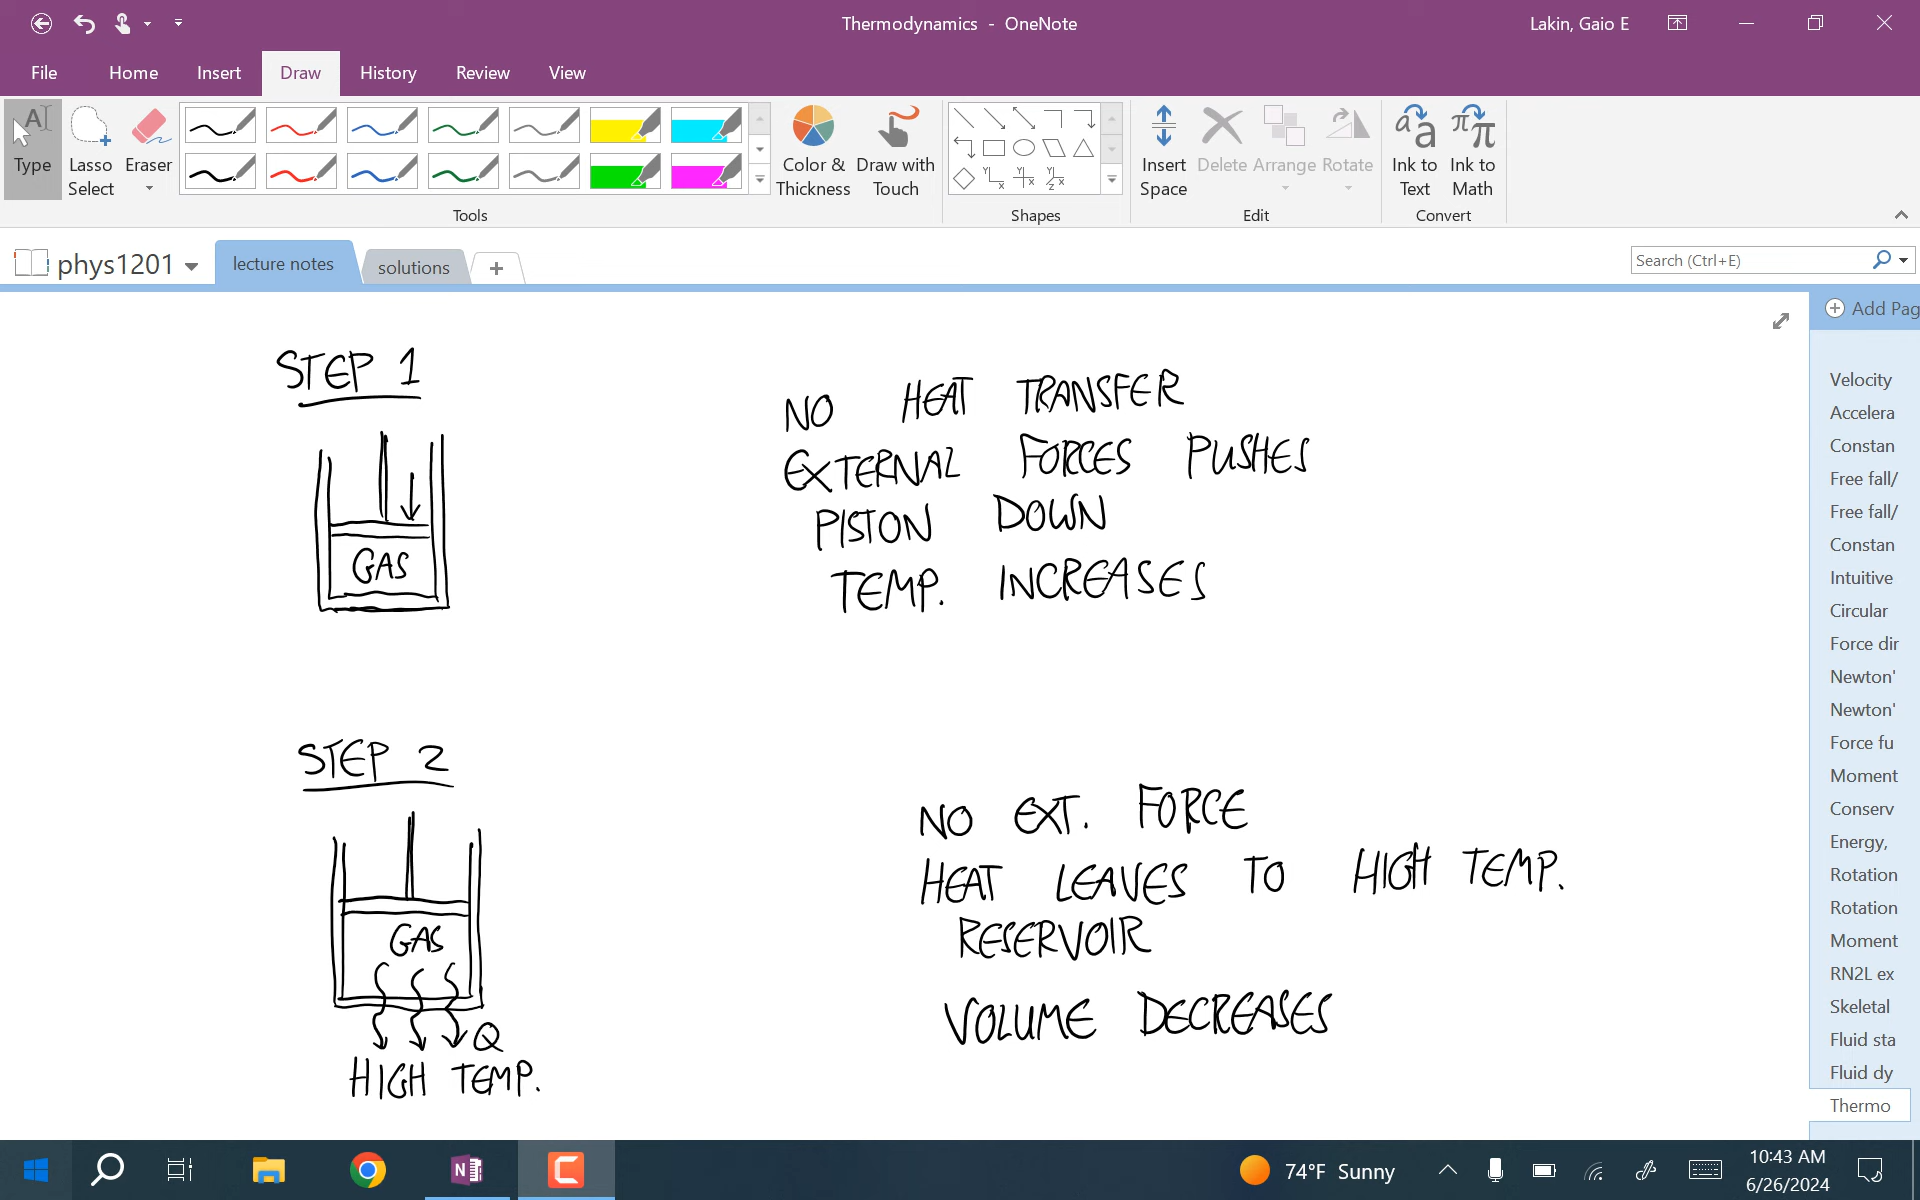 Thermodynamics - OneNote
Lakin, Gaio E
File Home Insert Draw History Review View
Type
Lasso Select
Eraser
Color & Thickness
Draw with Touch
Insert Space
Delete
Arrange
Rotate
Ink to Text
Ink to Math
Tools
Shapes
Edit
Convert
phys1201
lecture notes
solutions
Search (Ctrl+E)
Add Pag
STEP 1
GAS
NO HEAT TRANSFER
EXTERNAL FORCES PUSHES
PISTON DOWN
TEMP. INCREASES
STEP 2
GAS
Q
HIGH TEMP.
NO EXT. FORCE
HEAT LEAVES TO HIGH TEMP.
RESERVOIR
VOLUME DECREASES
Velocity
Accelera
Constan
Free fall/
Free fall/
Constan
Intuitive
Circular
Force dir
Newton'
Newton'
Force fu
Moment
Conserv
Energy,
Rotation
Rotation
Moment
RN2L ex
Skeletal
Fluid sta
Fluid dy
Thermo
74°F Sunny
10:43 AM
6/26/2024